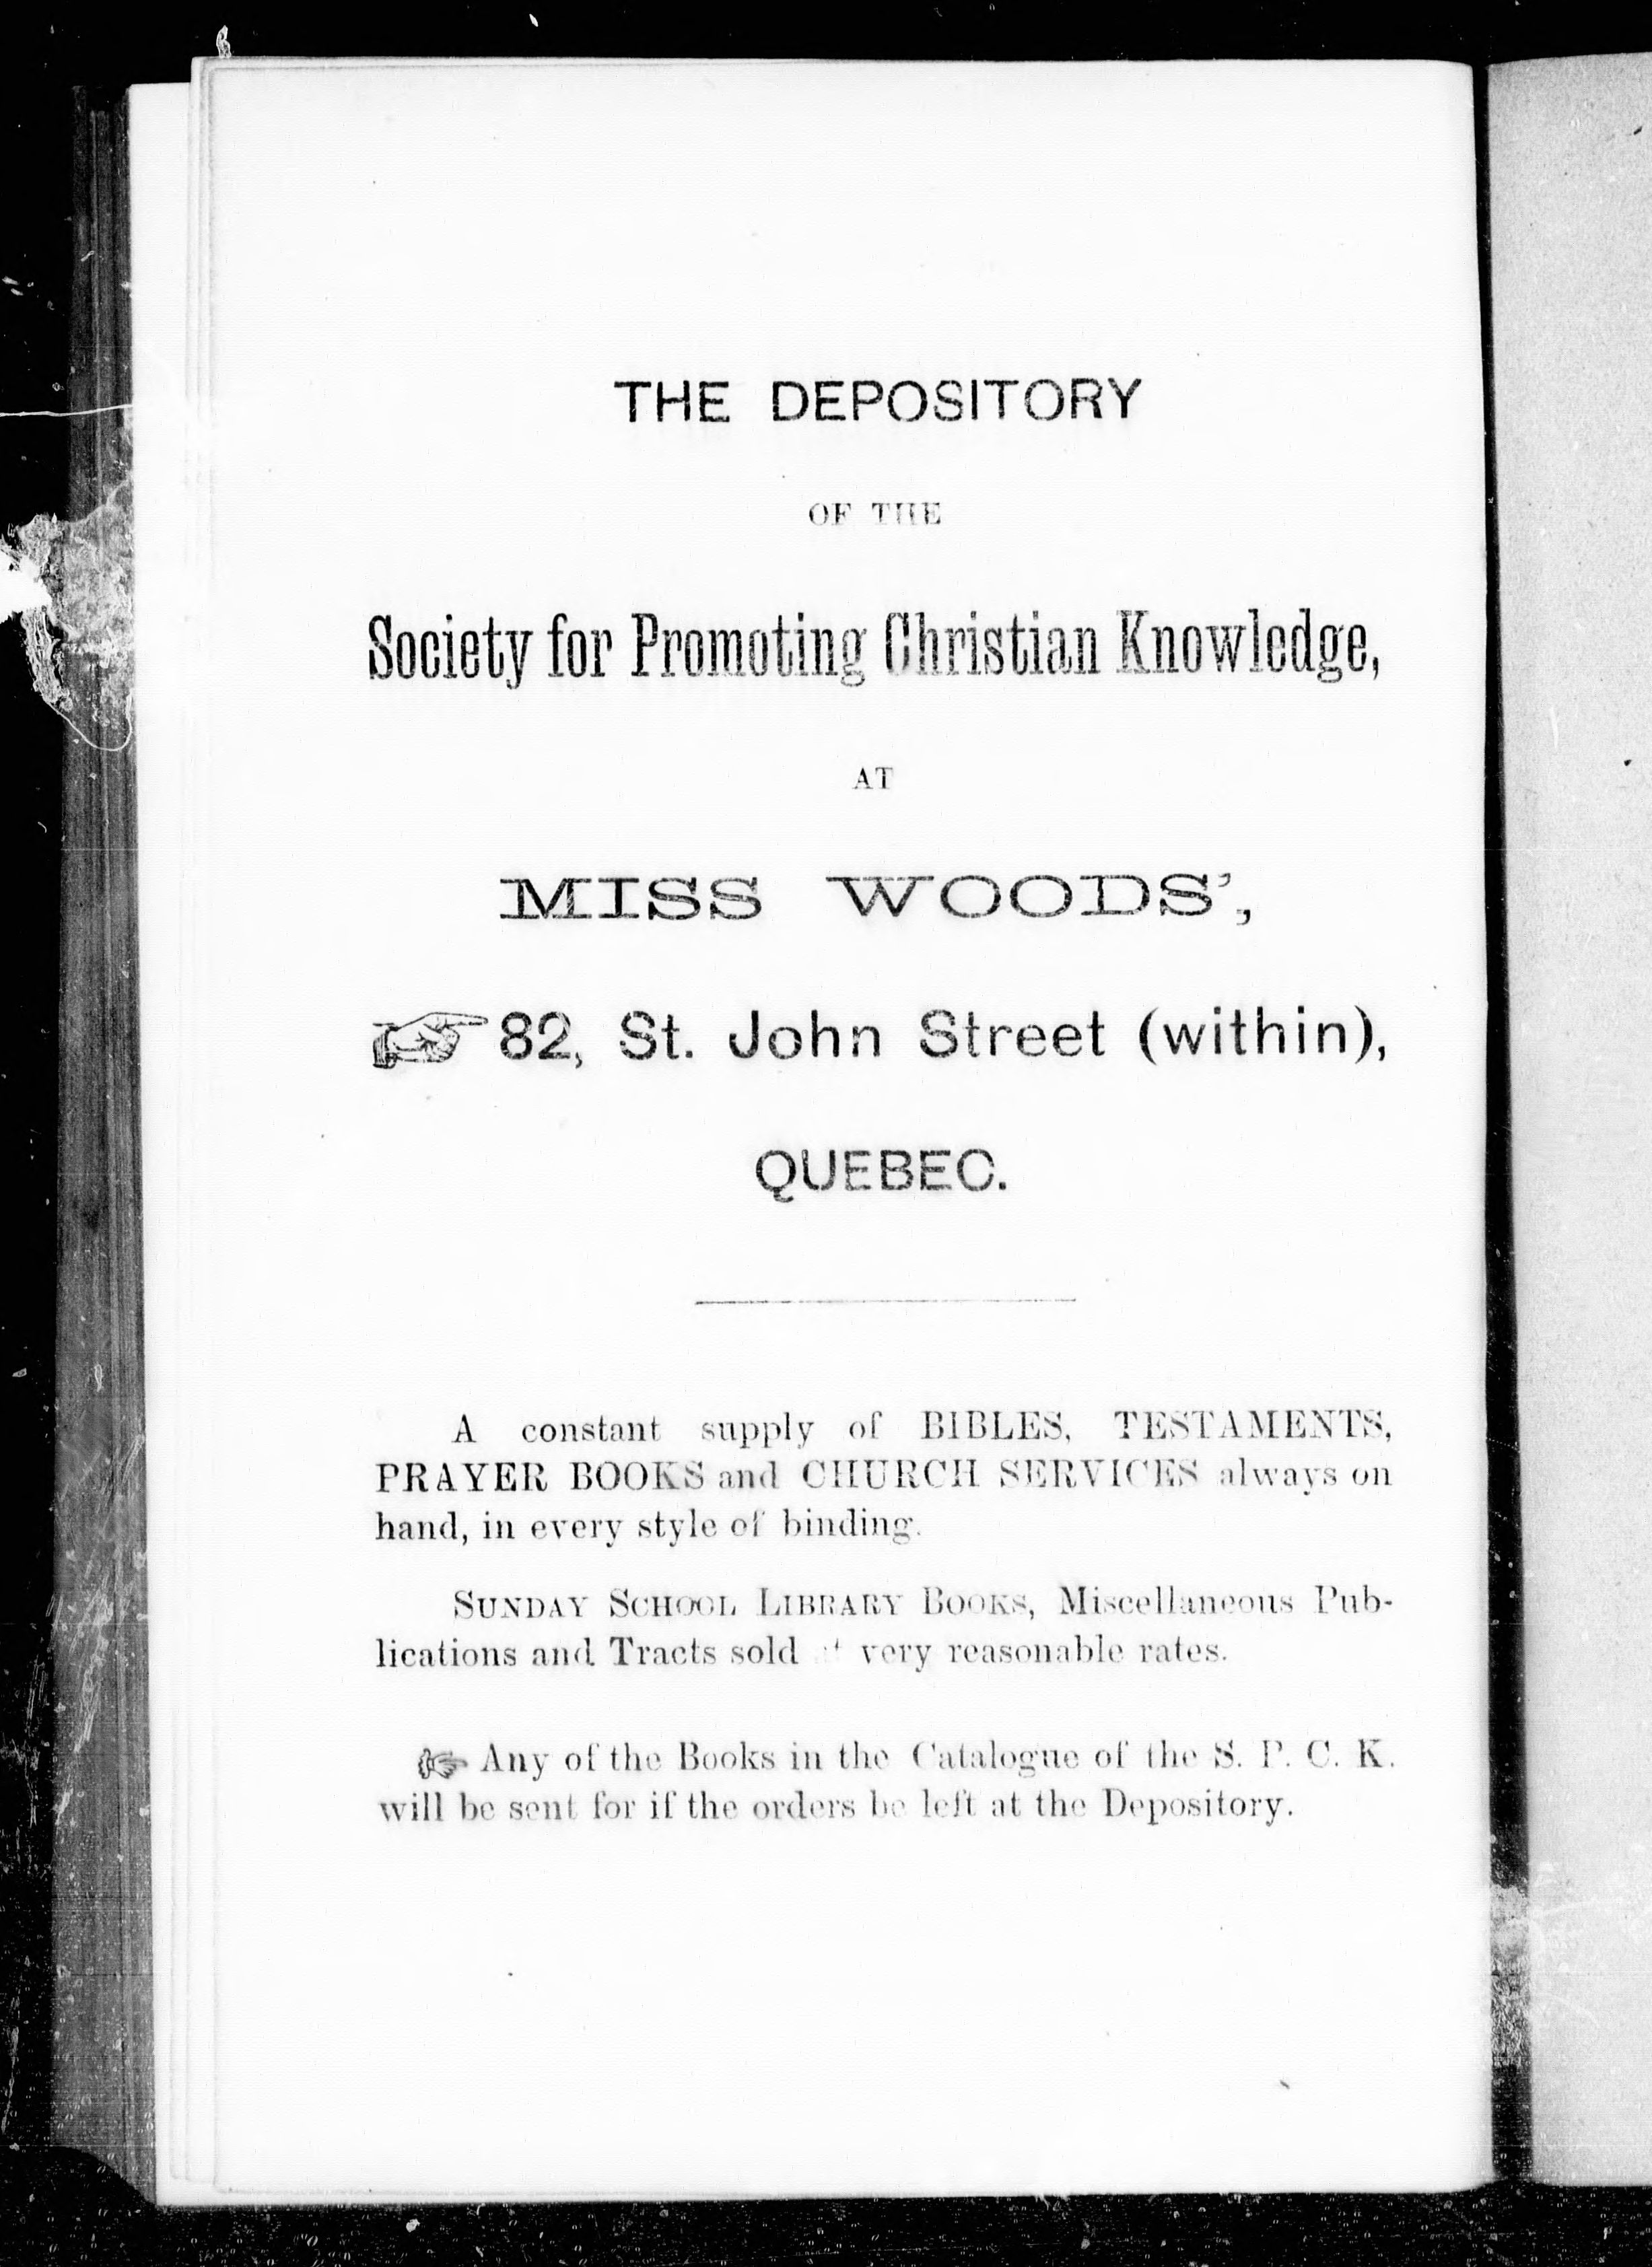 THE DEPOSITORY
OF THE
Society for Promoting Christian Knowledge,
AT
MISS WOODS',
☞ 82, St. John Street (within),
QUEBEC.
A constant supply of BIBLES, TESTAMENTS,
PRAYER BOOKS and CHURCH SERVICES always on
hand, in every style of binding.
SUNDAY SCHOOL LIBRARY BOOKS, Miscellaneous Pub-
lications and Tracts sold at very reasonable rates.
☞ Any of the Books in the Catalogue of the S. P. C. K.
will be sent for if the orders be left at the Depository.